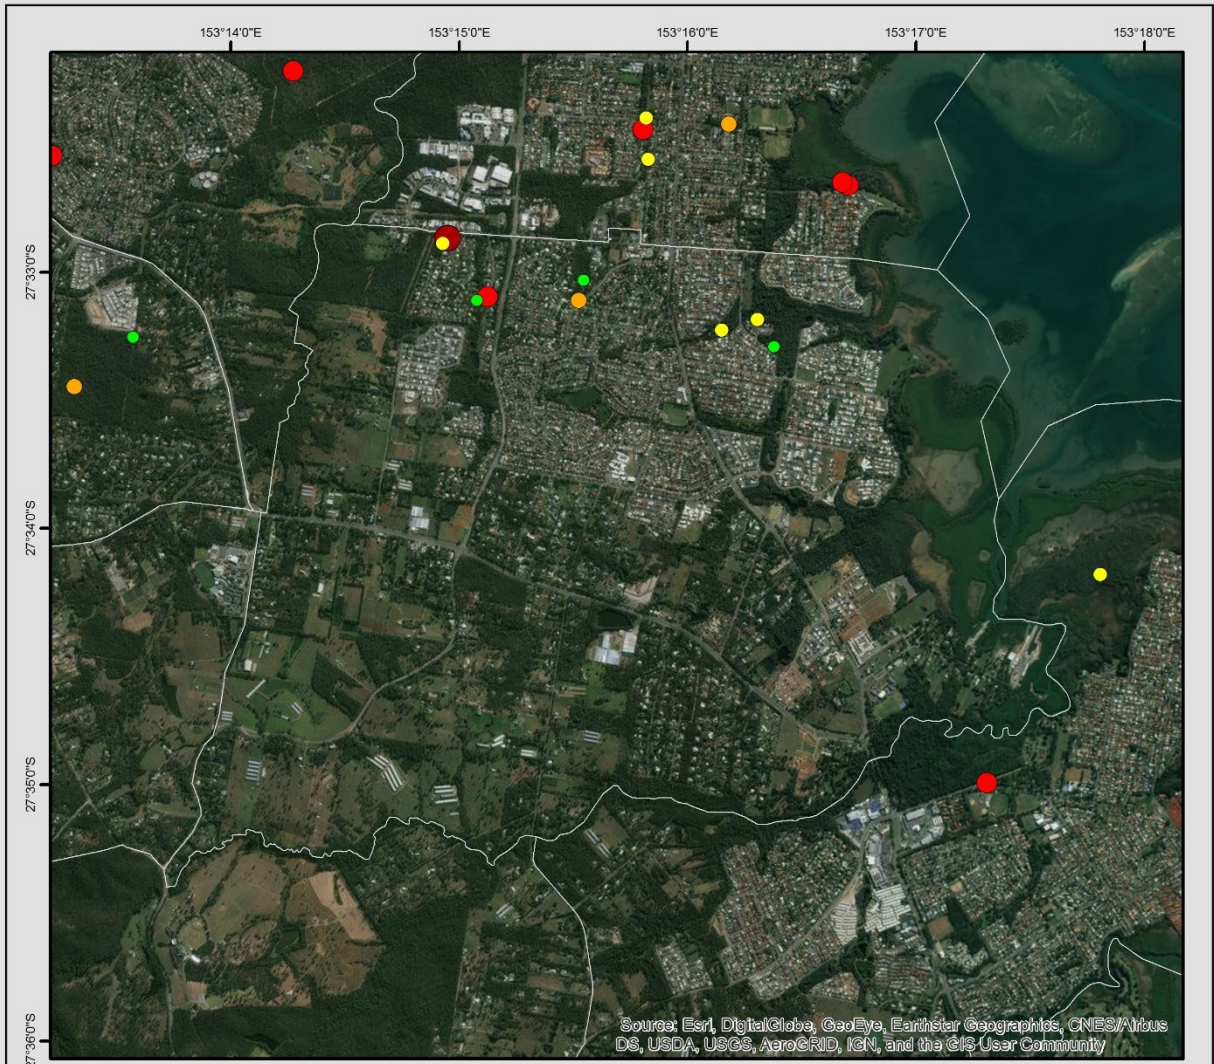 153°14'0"E 153°15'0"E 153°16'0"E 153°17'0"E 153°18'0"E
27°33'0"S
27°34'0"S
27°35'0"S
27°36'0"S
Source: Esri, DigitalGlobe, GeoEye, Earthstar Geographics, CNES/Airbus
DS, USDA, USGS, AeroGRID, IGN, and the GIS User Community